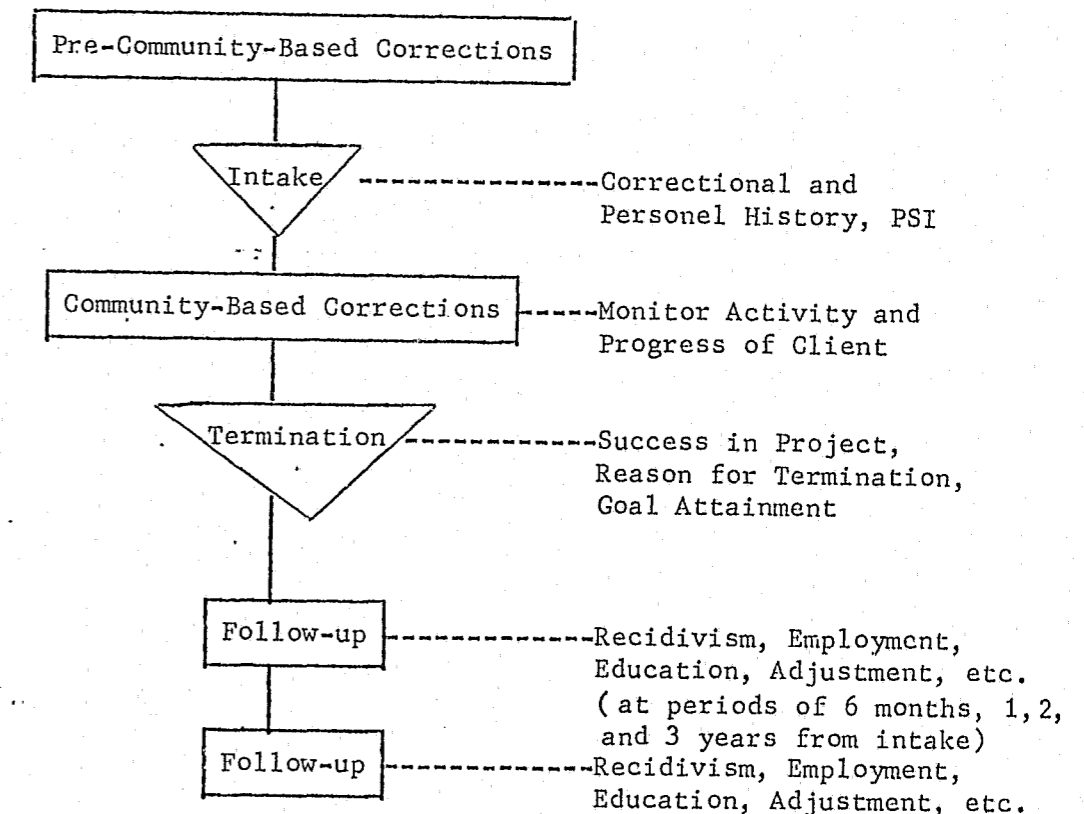 Pre-Community-Based Corrections
Intake
Correctional and
Personel History, PSI
Community-Based Corrections
Monitor Activity and
Progress of Client
Termination
Success in Project,
Reason for Termination,
Goal Attainment
Follow-up
Recidivism, Employment,
Education, Adjustment, etc.
(at periods of 6 months, 1,2,
and 3 years from intake)
Follow-up
Recidivism, Employment,
Education, Adjustment, etc.